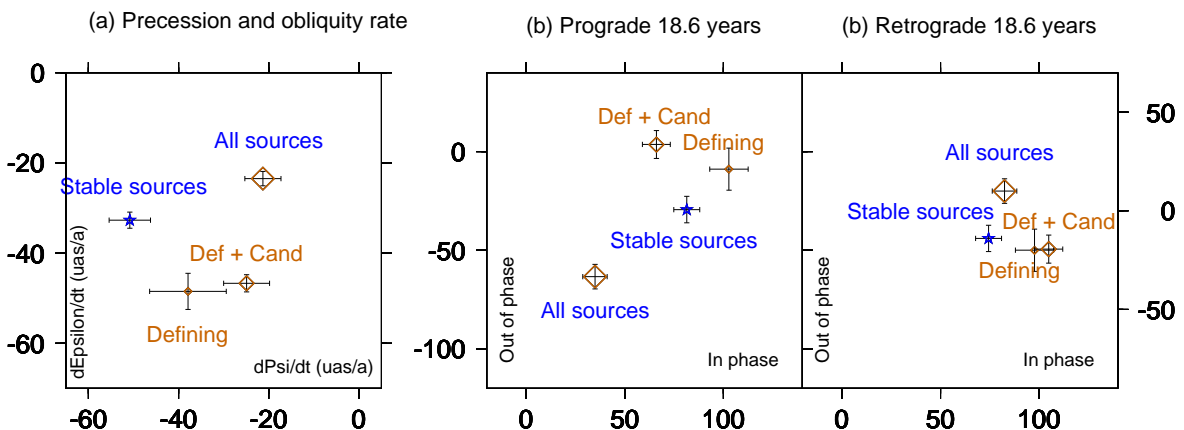 (a) Precession and obliquity rate
0
-20
-40
-60
dEpsilon/dt (uas/a)
All sources
Stable sources
Def + Cand
Defining
dPsi/dt (uas/a)
-60 -40 -20 0
(b) Prograde 18.6 years
0
-50
-100
Out of phase
Def + Cand
Defining
Stable sources
All sources
In phase
0 50 100
(b) Retrograde 18.6 years
Out of phase
All sources
Stable sources
Def + Cand
Defining
In phase
50
0
-50
0 50 100